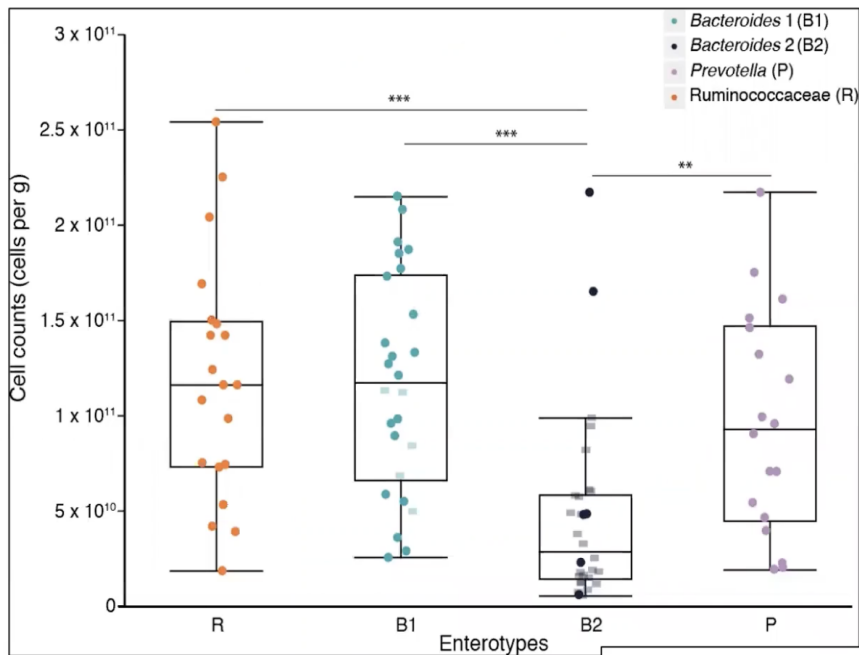 3 x 10¹¹
2.5 x 10¹¹
2 x 10¹¹
1.5 x 10¹¹
1 x 10¹¹
5 x 10¹⁰
0
Cell counts (cells per g)
Bacteroides 1 (B1)
Bacteroides 2 (B2)
Prevotella (P)
Ruminococcaceae (R)
***
***
**
R B1 B2 P
Enterotypes